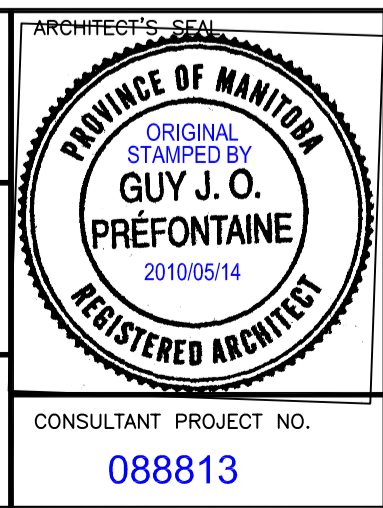 ARCHITECT'S SEAL
PROVINCE OF MANITOBA
ORIGINAL
STAMPED BY
GUY J. O.
PRÉFONTAINE
2010/05/14
REGISTERED ARCHITECT
CONSULTANT PROJECT NO.
088813